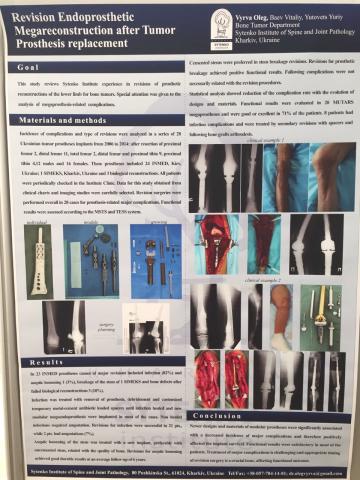 Revision Endoprosthetic
Megareconstruction after Tumor
Prosthesis replacement
SYTENKO
Vyrva Oleg, Baev Vitaliy, Yutovets Yuriy
Bone Tumor Department
Sytenko Institute of Spine and Joint Pathology
Kharkiv, Ukraine
Goal
This study reviews Sytenko Institute experience in revisions of prosthetic
reconstructions of the lower limb for bone tumors. Special attention was given to the
analysis of megaprosthesis-related complications.
Materials and methods
Incidence of complications and type of revisions were analyzed in a series of 28
Ukrainian tumor prostheses implants from 2006 to 2014: after resection of proximal
femur 2, distal femur 11, total femur 2, distal femur and proximal tibia 9, proximal
tibia 4,12 males and 16 females. These prostheses included 24 INMED, Kiev,
Ukraine; 1 SIMEKS, Kharkiv, Ukraine and 3 biological reconstructions. All patients
were periodically checked in the Institute Clinic. Data for this study obtained from
clinical charts and imaging studies were carefully selected. Revision surgeries were
performed overall in 28 cases for prosthesis-related major complications. Functional
results were assessed according to the MSTS and TESS system.
individual
models
growing
surgery
planning
Results
In 23 INMED prostheses cause of major revision included infection (82%) and
aseptic loosening 1 (3%), breakage of the stem of 1 SIMEKS and bone defects after
failed biological reconstructions 3 (10%).
Infection was treated with removal of prosthesis, debridement and customized
temporary metal-cement antibiotic loaded spacers until infection healed and new
modular megaendoprosthesis were implanted in most of the cases. Non healed
infections required amputation. Revisions for infection were successful in 21 pts.,
while 2 pts. had amputations (7%).
Aseptic loosening of the stem was treated with a new implant, preferably with
uncemented stem, related with the quality of bone. Revisions for aseptic loosening
achieved good durable results at an average follow-up of 6 years.
Cemented stems were preferred in stem breakage revisions. Revisions for prosthetic
breakage achieved positive functional results. Following complications were not
necessarily related with the revision procedures.
Statistical analysis showed reduction of the complication rate with the evolution of
designs and materials. Functional results were evaluated in 28 MUTARS
megaprostheses and were good or excellent in 71% of the patients. 8 patients had
infection complications and were treated by secondary revisions with spacers and
following bone grafts arthrodesis.
clinical example 1
clinical example 2
Conclusion
Newer designs and materials of modular prostheses were significantly associated
with a decreased incidence of major complications and therefore positively
affected the implant survival. Functional results were satisfactory in most of the
patients. Treatment of major complications is challenging and appropriate timing
of revision surgery is crucial bone, affecting functional outcome.
Sytenko Institute of Spine and Joint Pathology, 80 Pushkinska St., 61024, Kharkiv, Ukraine Tel/Fax: +38-057-704-14-81; dr.olegvyrva@gmail.com